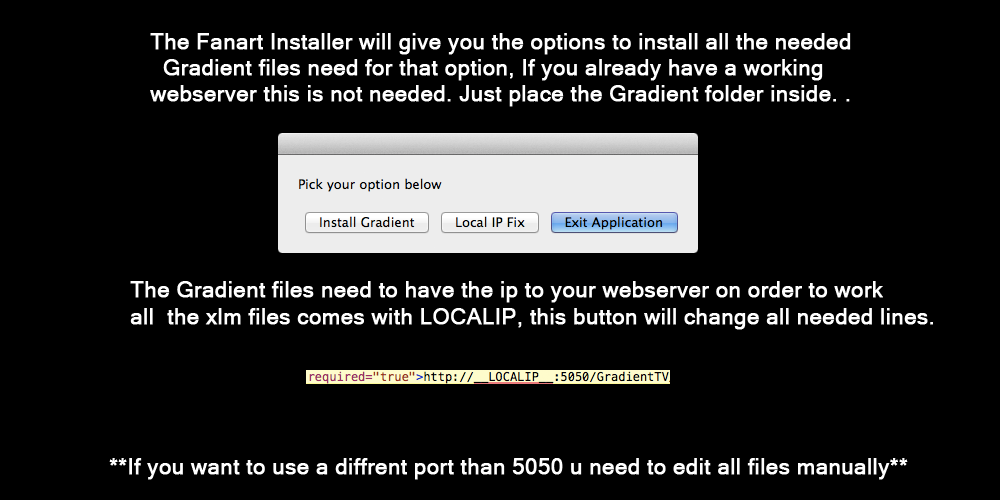 The Fanart Installer will give you the options to install all the needed
Gradient files need for that option, If you already have a working
webserver this is not needed. Just place the Gradient folder inside. .
Pick your option below
Install Gradient Local IP Fix Exit Application
The Gradient files need to have the ip to your webserver on order to work
all the xlm files comes with LOCALIP, this button will change all needed lines.
required="true">http://__LOCALIP__:5050/GradientTV
**If you want to use a diffrent port than 5050 u need to edit all files manually**